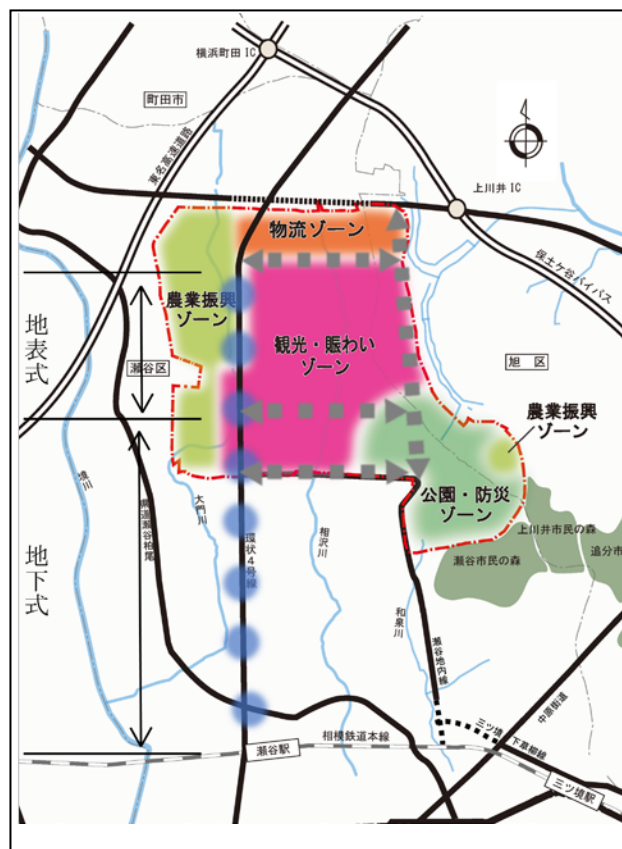 横浜町田IC
町田市
東名高速道路
上川井IC
保土ケ谷バイパス
物流ゾーン
農業振興
ゾーン
観光・賑わい
ゾーン
地表式
瀬谷区
旭区
農業振興
ゾーン
公園・防災
ゾーン
上川井市民の森
瀬谷市民の森
追分市
境川
大門川
県道瀬谷柏尾
環状4号線
相沢川
和泉川
瀬谷地内線
地下式
中原街道
三ツ境
下草柳線
相模鉄道本線
瀬谷駅
三ツ境駅